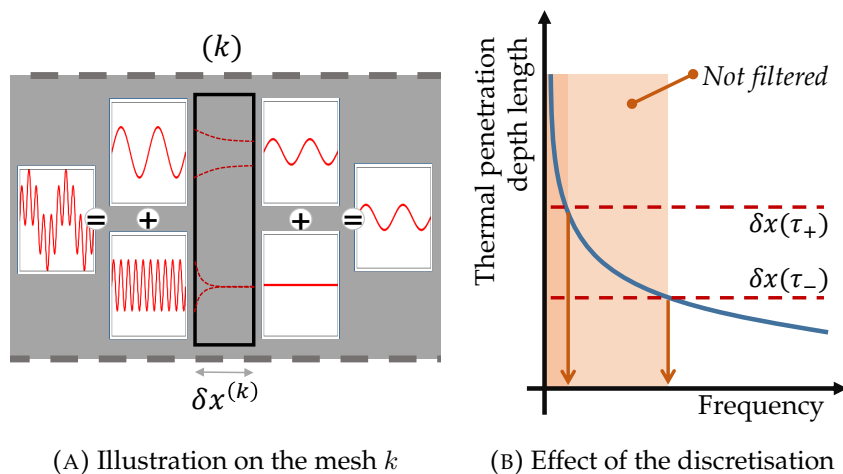 (k)
=
+
+
=
δx^(k)
(A) Illustration on the mesh k
Thermal penetration
depth length
Not filtered
δx(τ₊)
δx(τ₋)
Frequency
(B) Effect of the discretisation